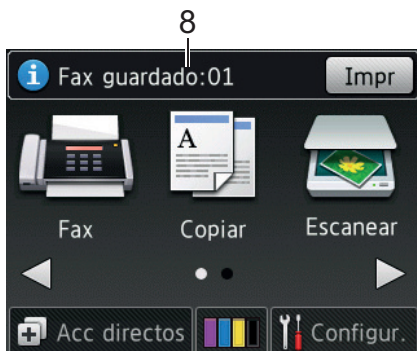 8
Fax guardado:01 Impr
A
Fax Copiar Escanear
Acc directos Configur.